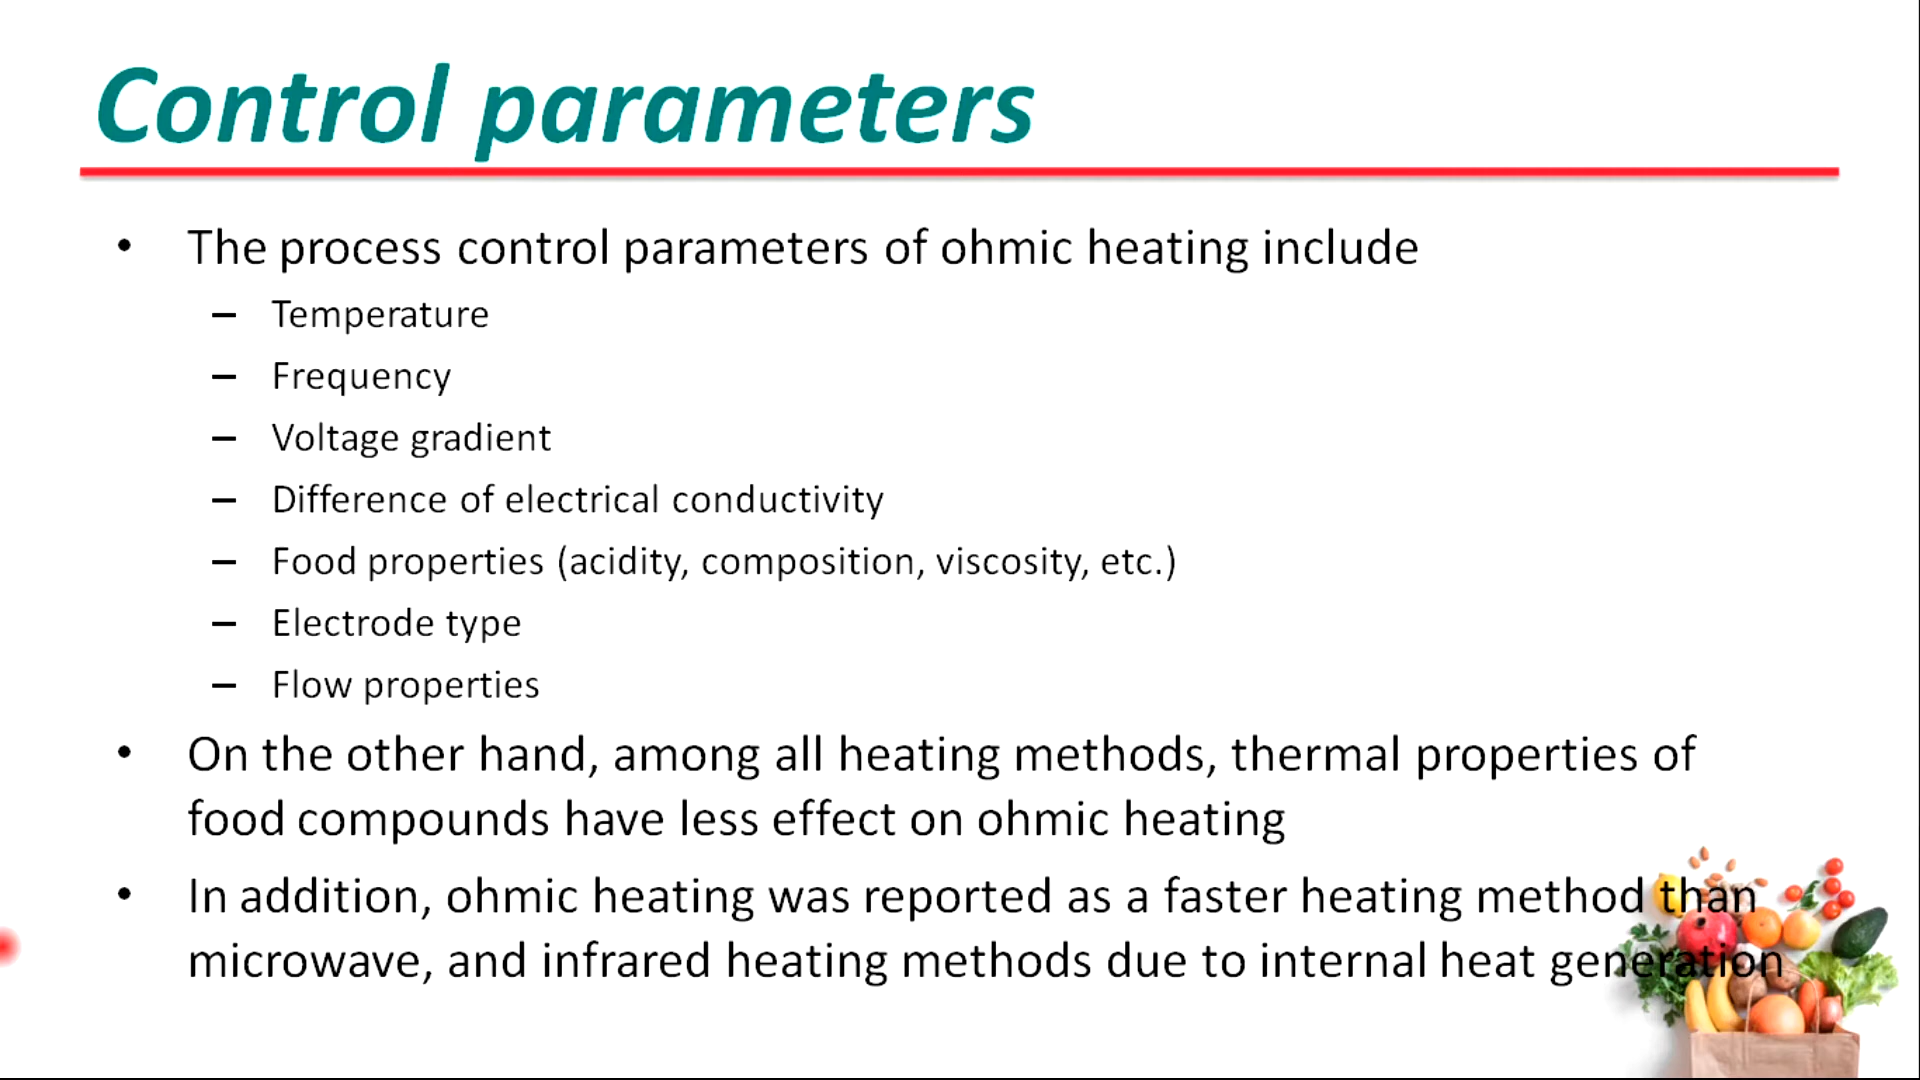 Control parameters
• The process control parameters of ohmic heating include
– Temperature
– Frequency
– Voltage gradient
– Difference of electrical conductivity
– Food properties (acidity, composition, viscosity, etc.)
– Electrode type
– Flow properties
• On the other hand, among all heating methods, thermal properties of
food compounds have less effect on ohmic heating
• In addition, ohmic heating was reported as a faster heating method than
microwave, and infrared heating methods due to internal heat generation